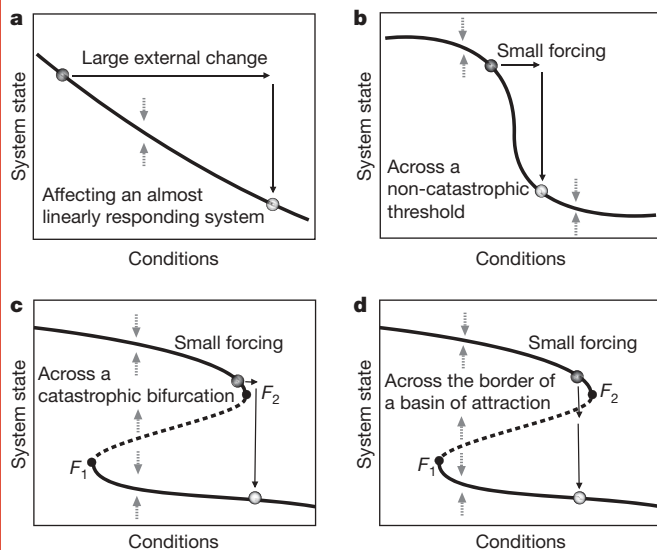 a
Large external change
System state
Affecting an almost
linearly responding system
Conditions
b
Small forcing
System state
Across a
non-catastrophic
threshold
Conditions
c
Small forcing
System state
Across a
catastrophic bifurcation
F2
F1
Conditions
d
Small forcing
System state
Across the border of
a basin of attraction
F2
F1
Conditions